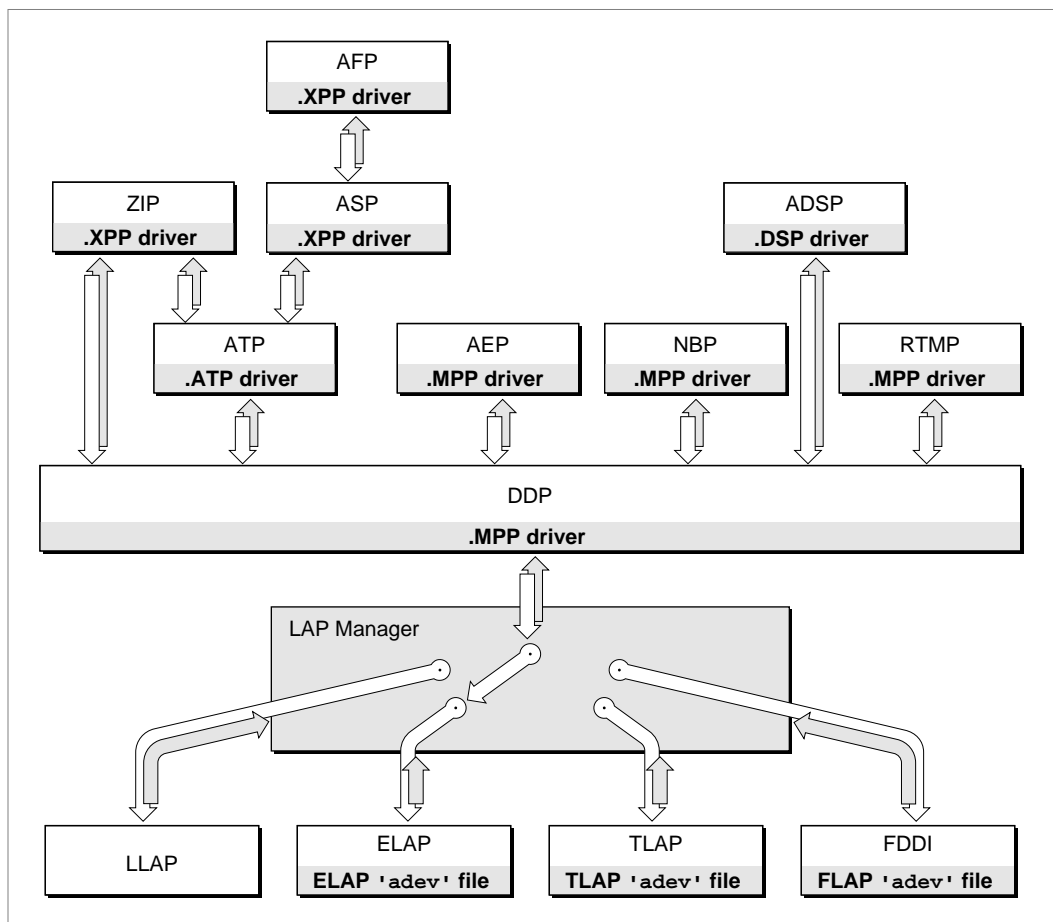 AFP
.XPP driver
ZIP
.XPP driver
ASP
.XPP driver
ADSP
.DSP driver
ATP
.ATP driver
AEP
.MPP driver
NBP
.MPP driver
RTMP
.MPP driver
DDP
.MPP driver
LAP Manager
LLAP
ELAP
ELAP 'adev' file
TLAP
TLAP 'adev' file
FDDI
FLAP 'adev' file